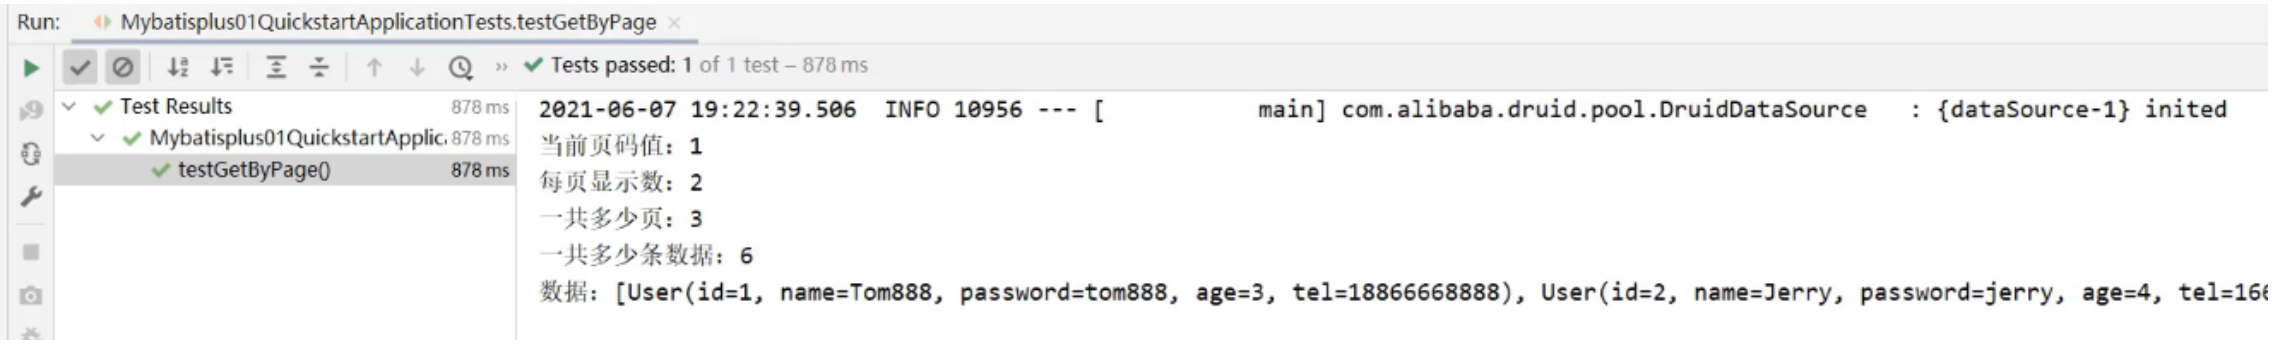 Run: Mybatisplus01QuickstartApplicationTests.testGetByPage ×
» Tests passed: 1 of 1 test – 878 ms
Test Results 878 ms
Mybatisplus01QuickstartApplic 878 ms
testGetByPage() 878 ms
2021-06-07 19:22:39.506  INFO 10956 --- [           main] com.alibaba.druid.pool.DruidDataSource   : {dataSource-1} inited
当前页码值：1
每页显示数：2
一共多少页：3
一共多少条数据：6
数据：[User(id=1, name=Tom888, password=tom888, age=3, tel=18866668888), User(id=2, name=Jerry, password=jerry, age=4, tel=16